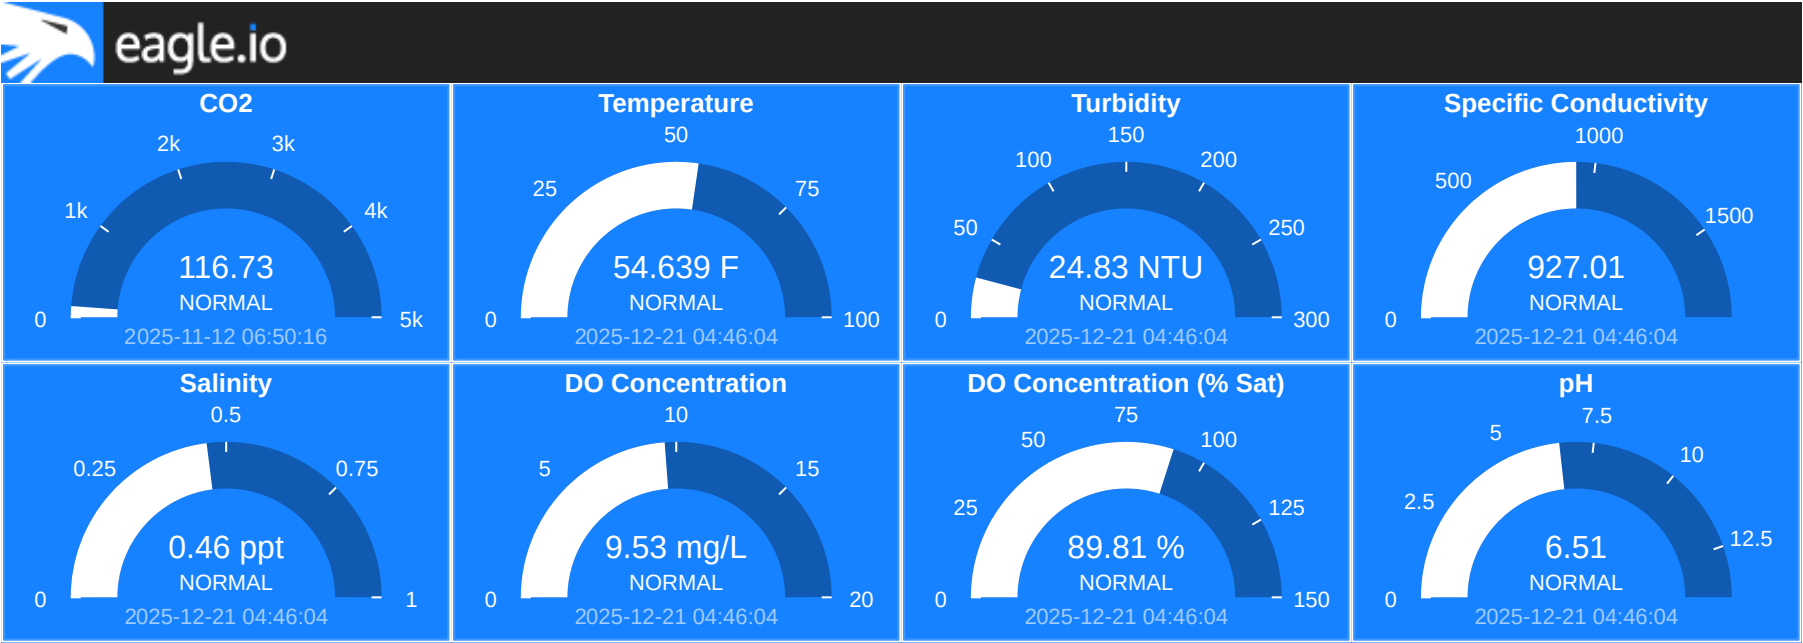 eagle.io
CO2
0
1k
2k
3k
4k
5k
116.73
NORMAL
2025-11-12 06:50:16
Temperature
0
25
50
75
100
54.639 F
NORMAL
2025-12-21 04:46:04
Turbidity
0
50
100
150
200
250
300
24.83 NTU
NORMAL
2025-12-21 04:46:04
Specific Conductivity
0
500
1000
1500
927.01
NORMAL
2025-12-21 04:46:04
Salinity
0
0.25
0.5
0.75
1
0.46 ppt
NORMAL
2025-12-21 04:46:04
DO Concentration
0
5
10
15
20
9.53 mg/L
NORMAL
2025-12-21 04:46:04
DO Concentration (% Sat)
0
25
50
75
100
125
150
89.81 %
NORMAL
2025-12-21 04:46:04
pH
0
2.5
5
7.5
10
12.5
6.51
NORMAL
2025-12-21 04:46:04